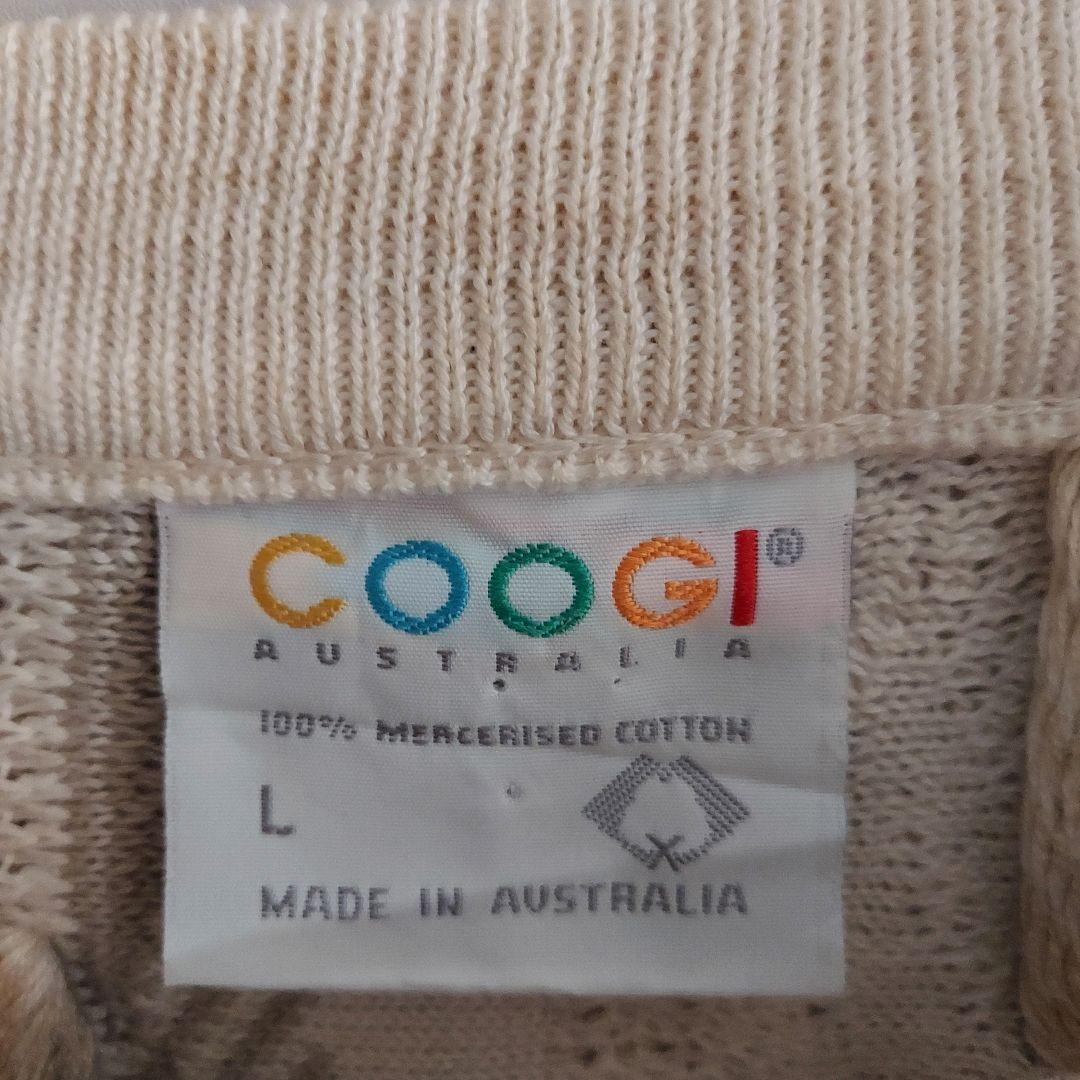 COOGI®
AUSTRALIA
100% MERCERISED COTTON
L
MADE IN AUSTRALIA